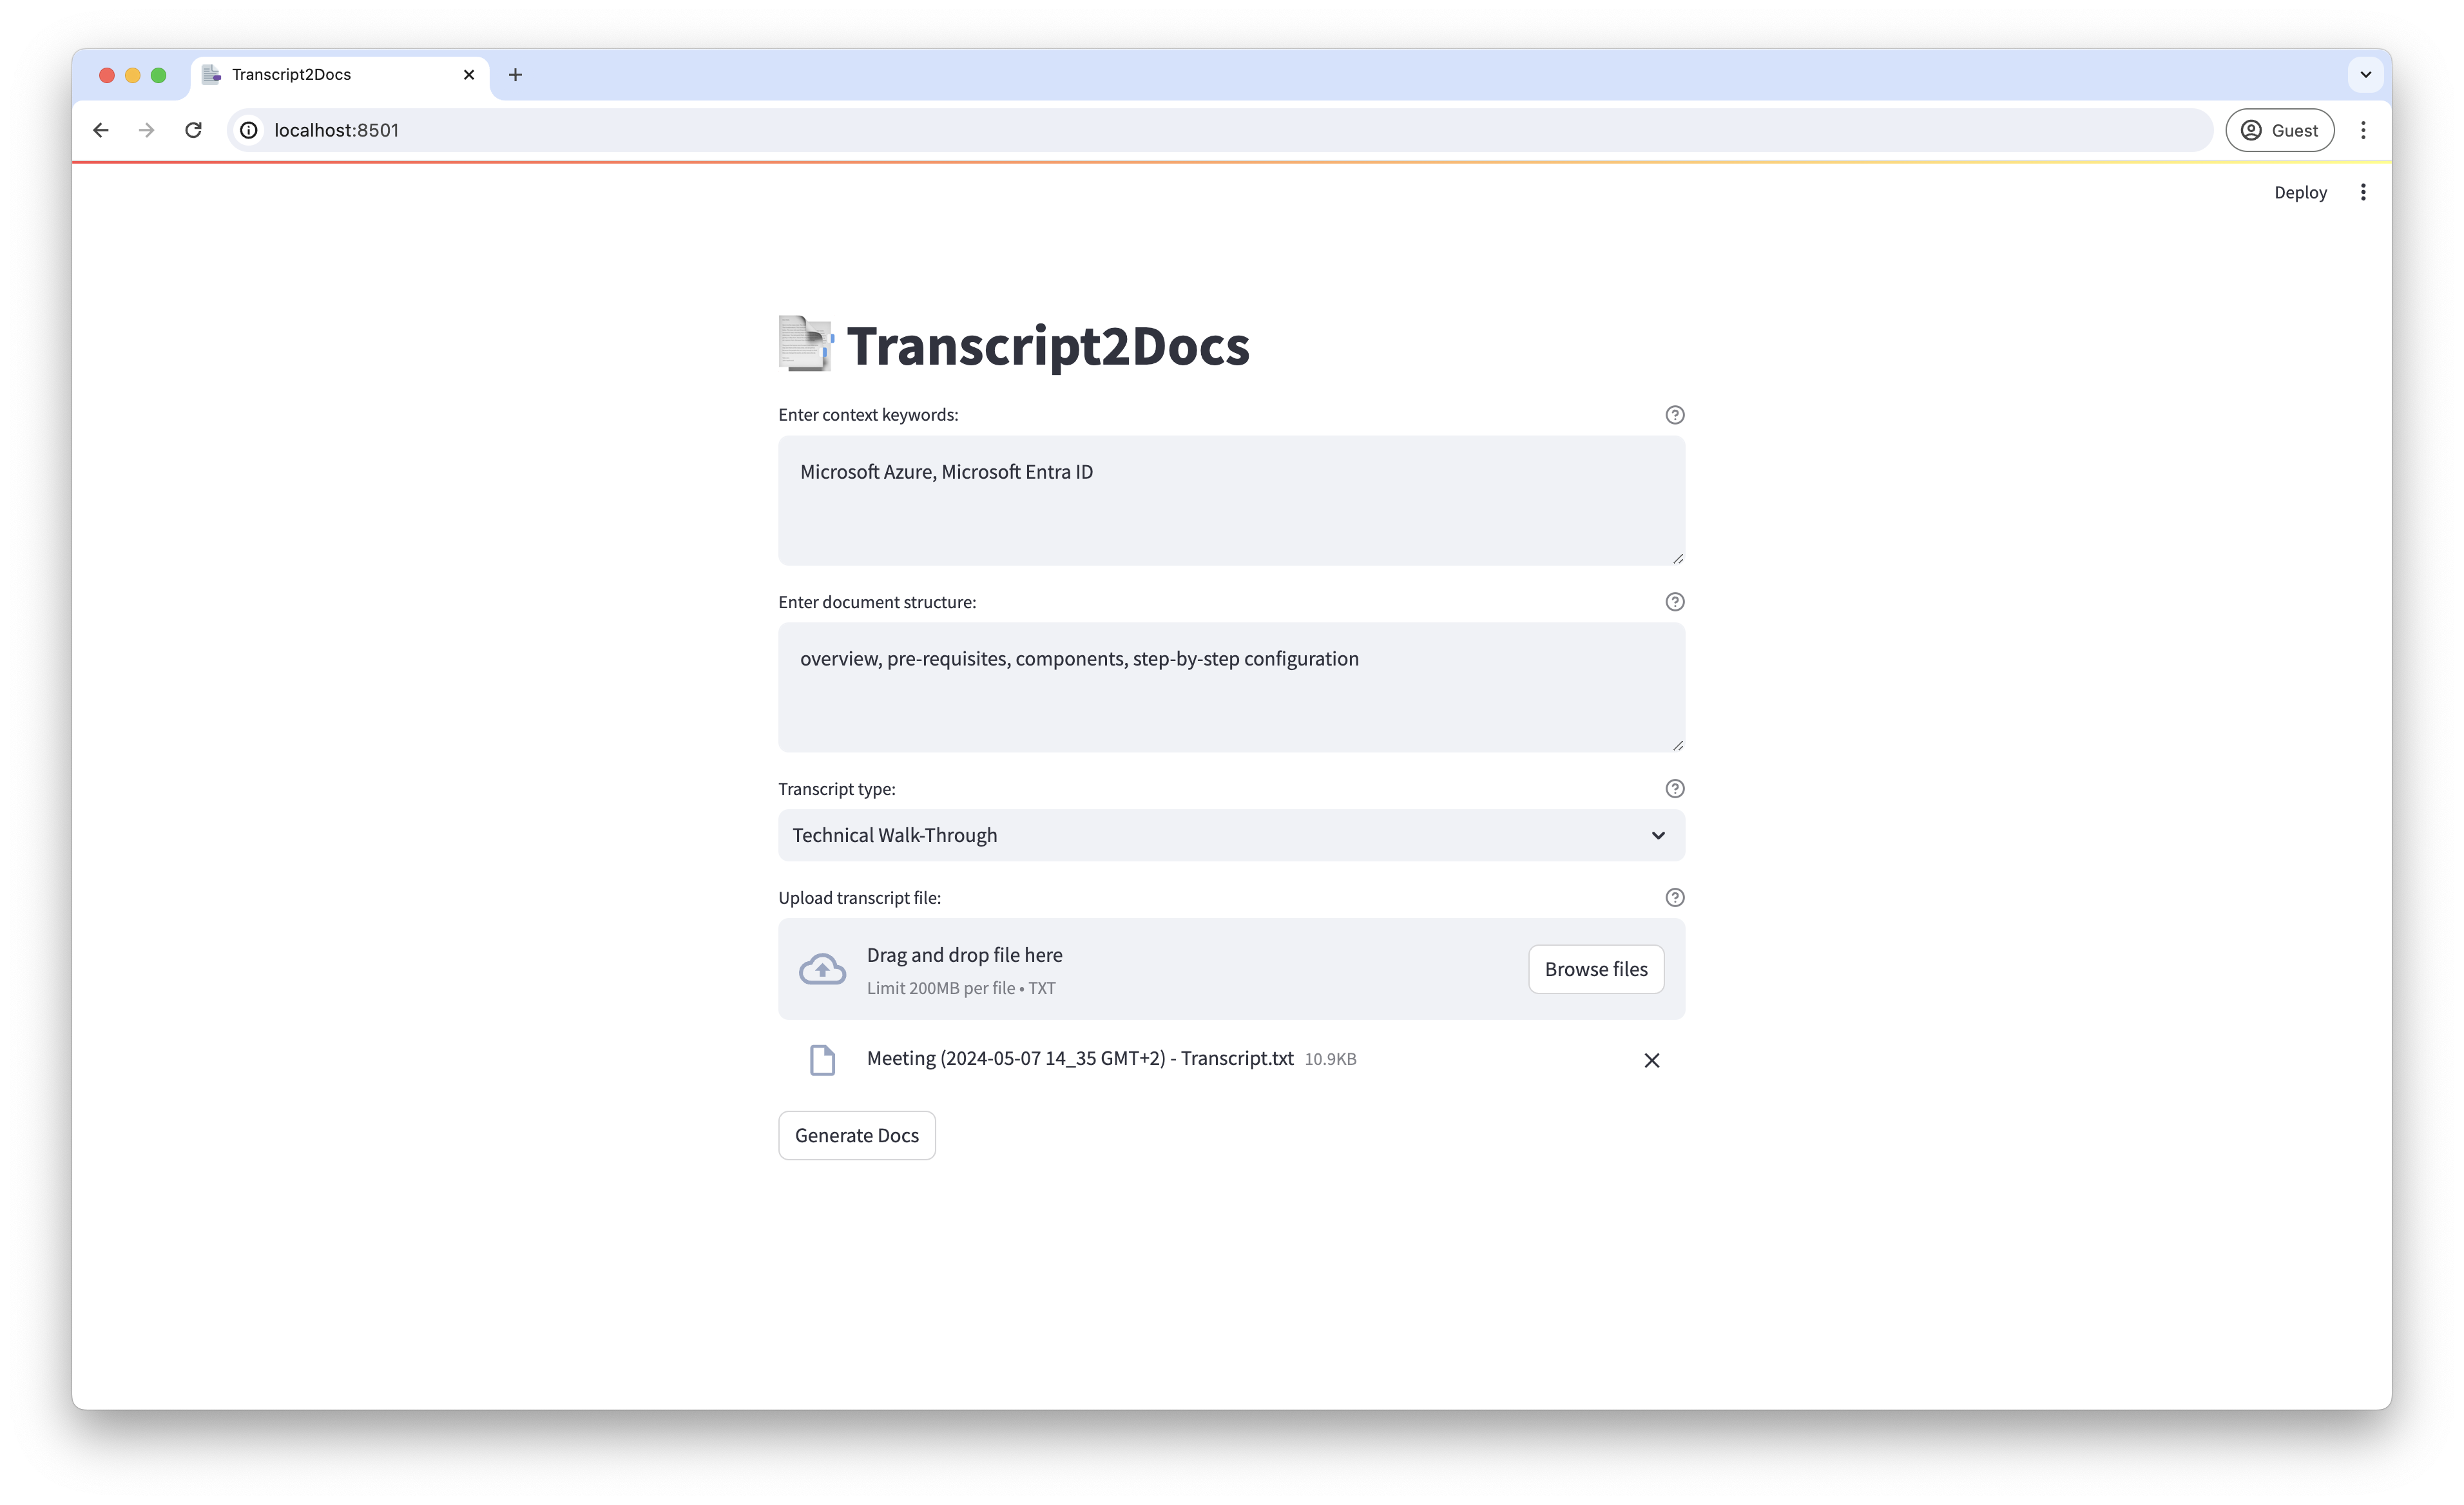 Transcript2Docs
localhost:8501
Guest
Deploy
Transcript2Docs
Enter context keywords:
Microsoft Azure, Microsoft Entra ID
Enter document structure:
overview, pre-requisites, components, step-by-step configuration
Transcript type:
Technical Walk-Through
Upload transcript file:
Drag and drop file here
Limit 200MB per file • TXT
Browse files
Meeting (2024-05-07 14_35 GMT+2) - Transcript.txt 10.9KB
Generate Docs